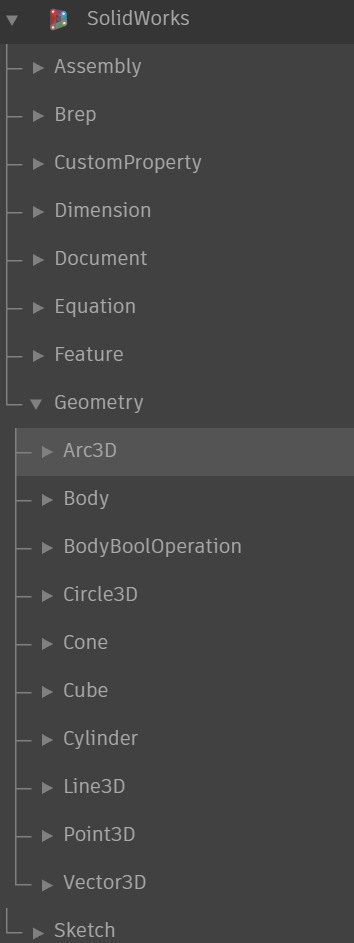 SolidWorks
Assembly
Brep
CustomProperty
Dimension
Document
Equation
Feature
Geometry
Arc3D
Body
BodyBoolOperation
Circle3D
Cone
Cube
Cylinder
Line3D
Point3D
Vector3D
Sketch